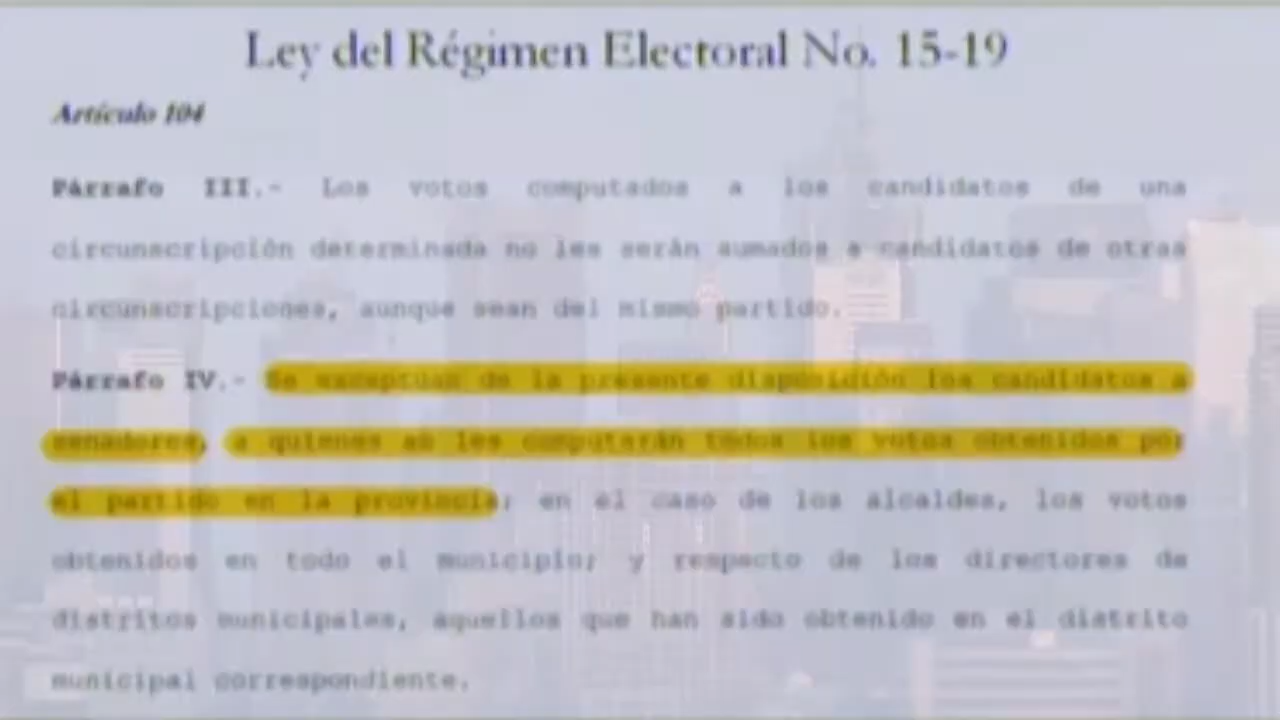 Ley del Régimen Electoral No. 15-19
Artículo 104
Párrafo III.- Los votos computados a los candidatos de una
circunscripción determinada no les serán sumados a candidatos de otras
circunscripciones, aunque sean del mismo partido.
Párrafo IV.- Se exceptúan de la presente disposición los candidatos a
senadores, a quienes se les computarán todos los votos obtenidos por
el partido en la provincia; en el caso de los alcaldes, los votos
obtenidos en todo el municipio; y respecto de los directores de
distritos municipales, aquellos que han sido obtenido en el distrito
municipal correspondiente.